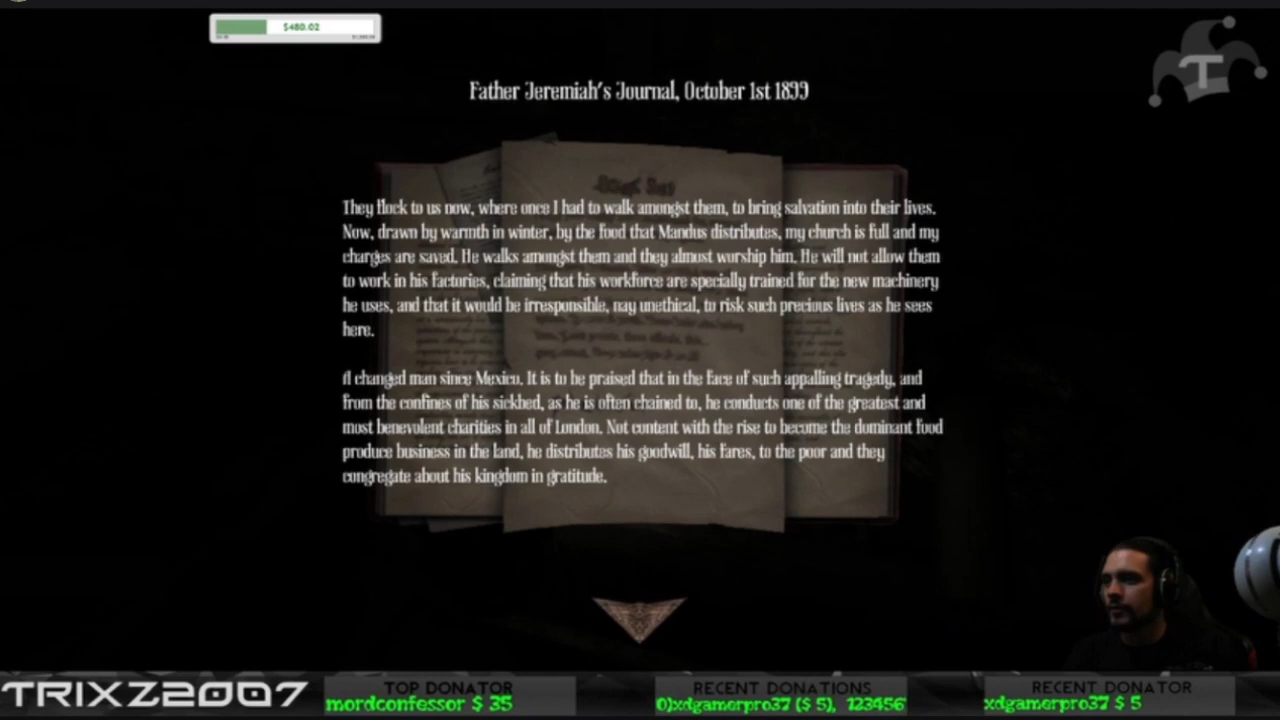 $480.02
T
Father Jeremiah's Journal, October 1st 1899
They flock to us now, where once I had to walk amongst them, to bring salvation into their lives.
Now, drawn by warmth in winter, by the food that Mandus distributes, my church is full and my
charges are saved. He walks amongst them and they almost worship him. He will not allow them
to work in his factories, claiming that his workforce are specially trained for the new machinery
he uses, and that it would be irresponsible, nay unethical, to risk such precious lives as he sees
here.
A changed man since Mexico. It is to be praised that in the face of such appalling tragedy, and
from the confines of his sickbed, as he is often chained to, he conducts one of the greatest and
most benevolent charities in all of London. Not content with the rise to become the dominant food
produce business in the land, he distributes his goodwill, his fares, to the poor and they
congregate about his kingdom in gratitude.
TRIXZ2007
TOP DONATOR
mordconfessor $ 35
RECENT DONATIONS
0)xdgamerpro37 ($ 5), 123456
RECENT DONATOR
xdgamerpro37 $ 5